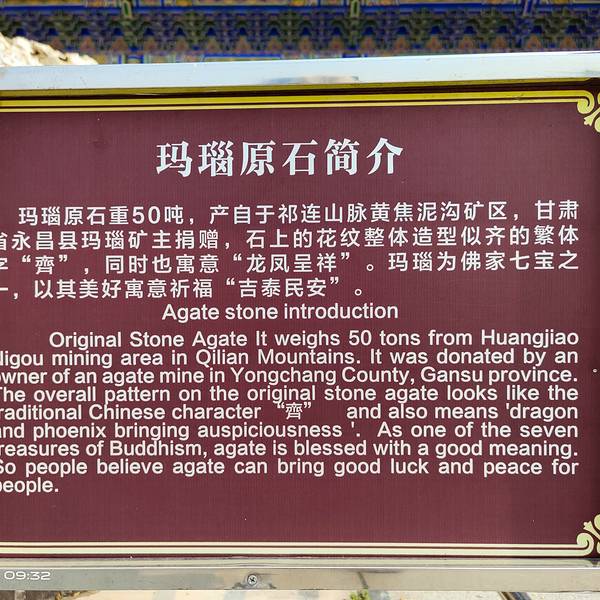 玛瑙原石简介
玛瑙原石重50吨，产自于祁连山脉黄焦泥沟矿区，甘肃
省永昌县玛瑙矿主捐赠，石上的花纹整体造型似齐的繁体
字“齊”，同时也寓意“龙凤呈祥”。玛瑙为佛家七宝之
一，以其美好寓意祈福“吉泰民安”。
Agate stone introduction
Original Stone Agate It weighs 50 tons from Huangjiao
Nigou mining area in Qilian Mountains. It was donated by an
owner of an agate mine in Yongchang County, Gansu province.
The overall pattern on the original stone agate looks like the
traditional Chinese character “齊” and also means 'dragon
and phoenix bringing auspiciousness '. As one of the seven
treasures of Buddhism, agate is blessed with a good meaning.
So people believe agate can bring good luck and peace for
people.
09:32